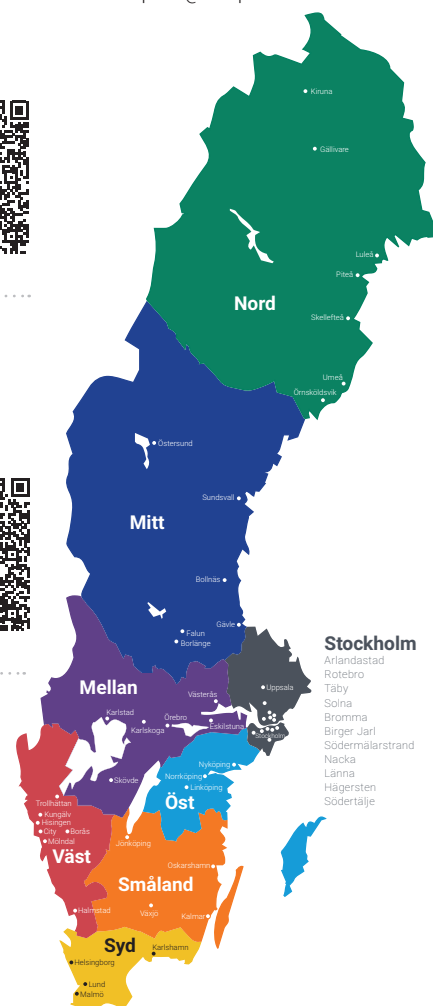 Kiruna
Gällivare
Luleå
Piteå
Nord
Skellefteå
Umeå
Örnsköldsvik
Östersund
Sundsvall
Mitt
Bollnäs
Gävle
Falun
Borlänge
Stockholm
Arlandastad
Rotebro
Täby
Solna
Bromma
Birger Jarl
Södermälarstrand
Nacka
Länna
Hägersten
Södertälje
Mellan
Uppsala
Västerås
Karlstad
Örebro
Karlskoga
Eskilstuna
Stockholm
Nyköping
Norrköping
Skövde
Linköping
Öst
Trollhättan
Kungälv
Hisingen
City
Borås
Mölndal
Jönköping
Väst
Oskarshamn
Småland
Halmstad
Växjö
Kalmar
Syd
Karlshamn
Helsingborg
Lund
Malmö